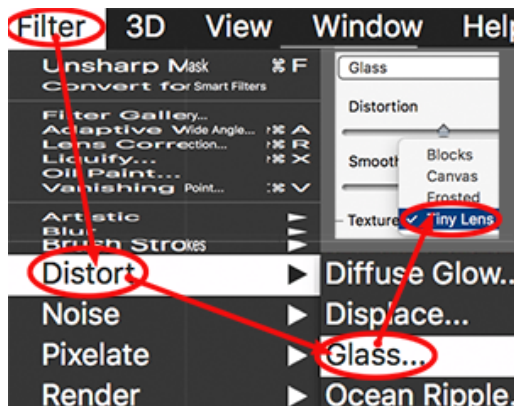 Filter 3D View Window Help
Unsharp Mask ⌘ F
Convert for Smart Filters
Filter Gallery...
Adaptive Wide Angle... ⌘ A
Lens Correction... ⌘ R
Liquify... ⌘ X
Oil Paint...
Vanishing Point... ⌘ V
Artistic
Blur
Brush Strokes
Distort
Noise
Pixelate
Render
Glass
Distortion
Smooth
Texture
Blocks
Canvas
Frosted
✓ Tiny Lens
Diffuse Glow...
Displace...
Glass...
Ocean Ripple.